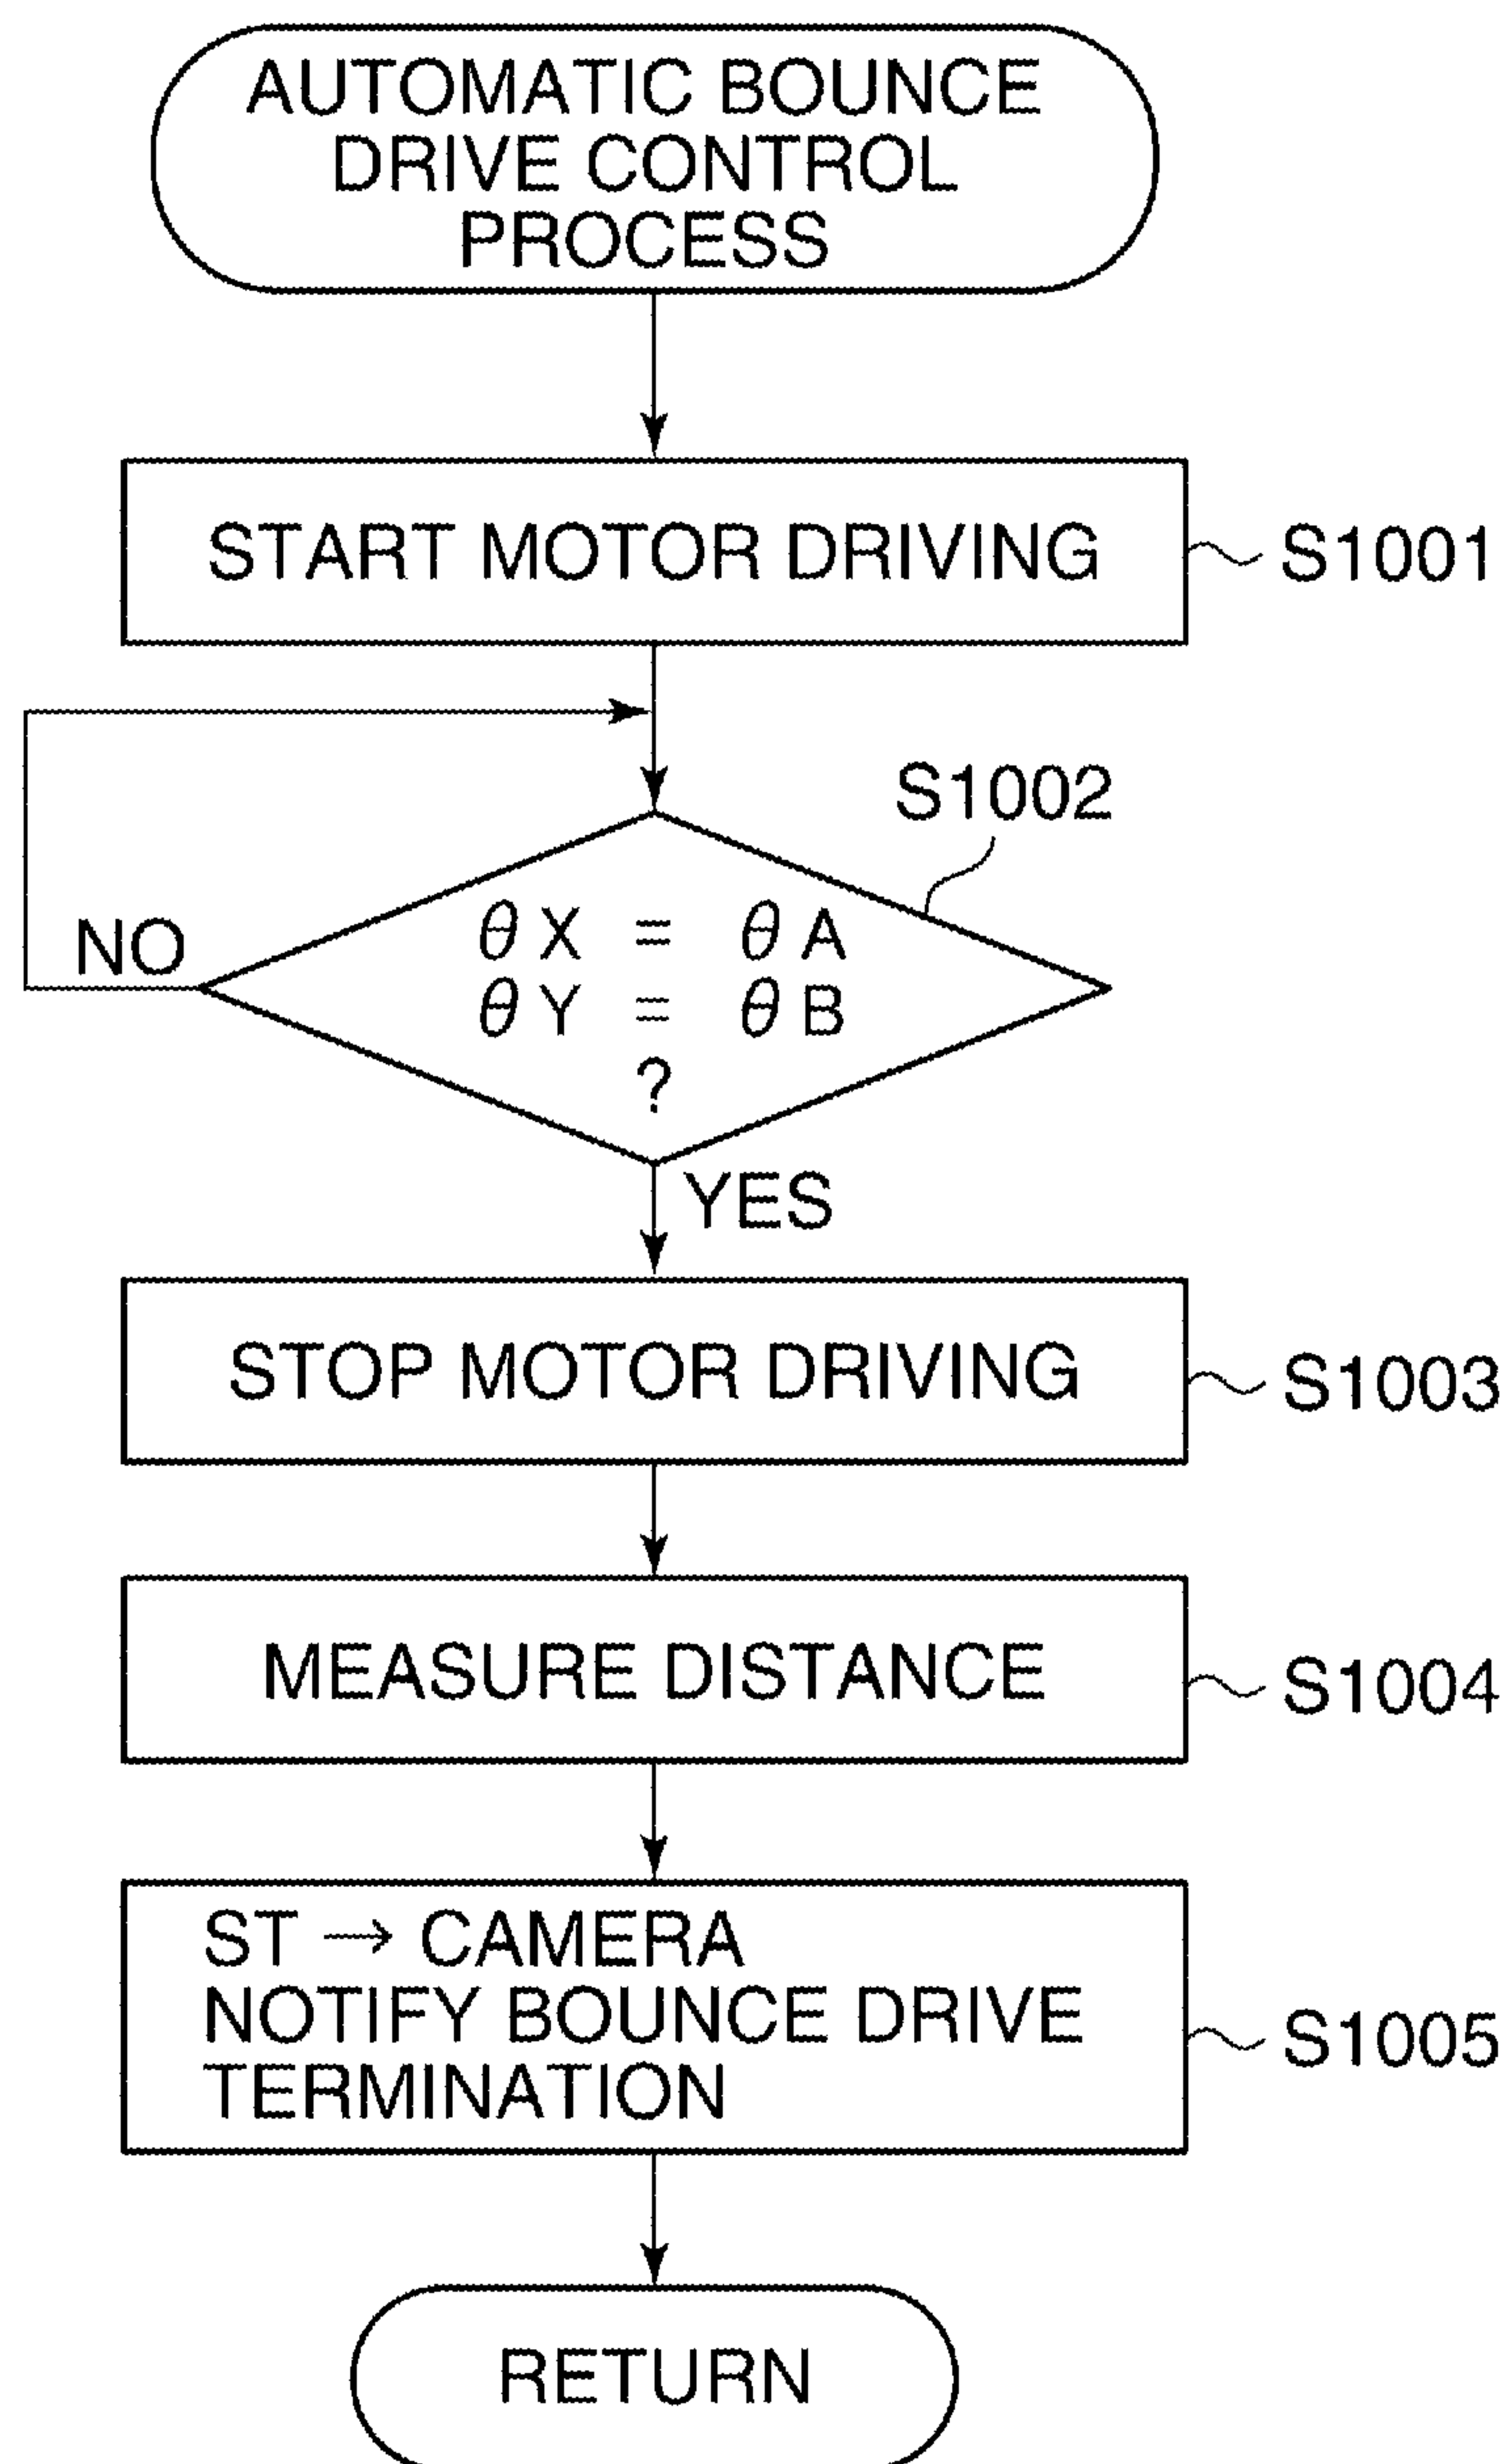 AUTOMATIC BOUNCE
DRIVE CONTROL
PROCESS
START MOTOR DRIVING
S1001
S1002
NO
θX = θA
θY = θB
?
YES
STOP MOTOR DRIVING
S1003
MEASURE DISTANCE
S1004
ST → CAMERA
NOTIFY BOUNCE DRIVE
TERMINATION
S1005
RETURN